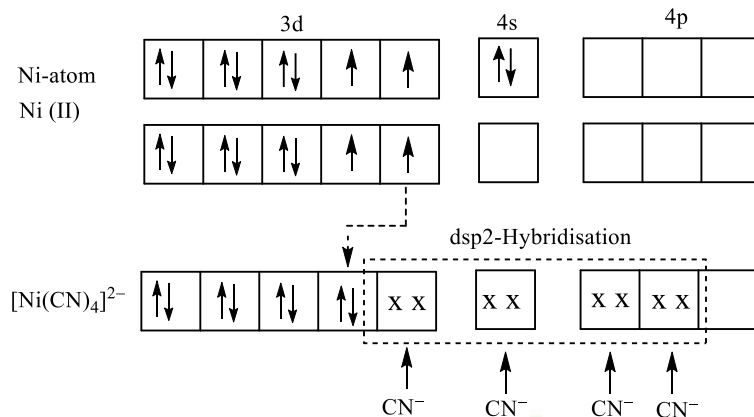 3d 4s 4p
Ni-atom
Ni (II)
dsp2-Hybridisation
[Ni(CN)₄]²⁻ x x x x x x x x
CN⁻ CN⁻ CN⁻ CN⁻